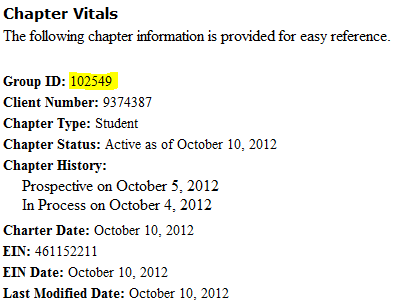 Chapter Vitals
The following chapter information is provided for easy reference.
Group ID: 102549
Client Number: 9374387
Chapter Type: Student
Chapter Status: Active as of October 10, 2012
Chapter History:
Prospective on October 5, 2012
In Process on October 4, 2012
Charter Date: October 10, 2012
EIN: 461152211
EIN Date: October 10, 2012
Last Modified Date: October 10, 2012